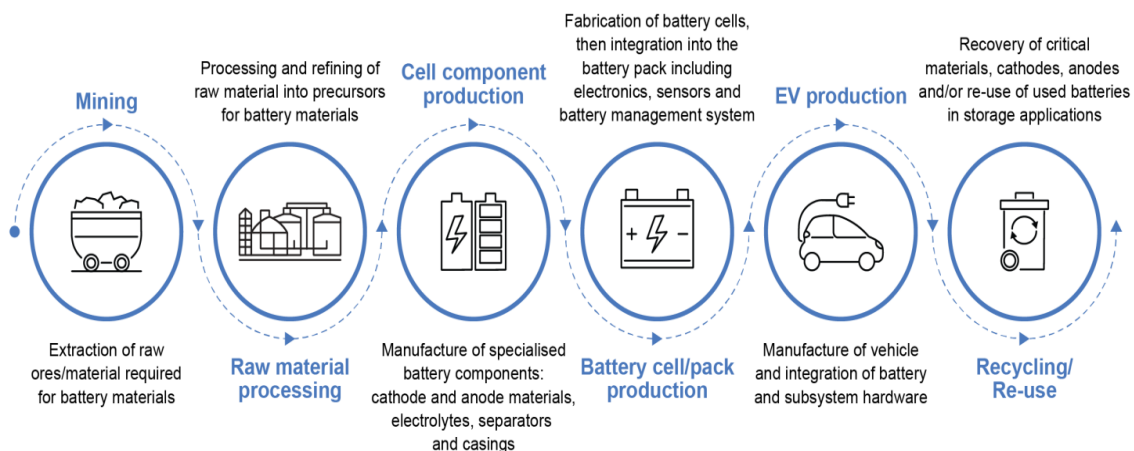 Mining
Extraction of raw
ores/material required
for battery materials
Processing and refining of
raw material into precursors
for battery materials
Raw material
processing
Cell component
production
Manufacture of specialised
battery components:
cathode and anode materials,
electrolytes, separators
and casings
Fabrication of battery cells,
then integration into the
battery pack including
electronics, sensors and
battery management system
Battery cell/pack
production
EV production
Manufacture of vehicle
and integration of battery
and subsystem hardware
Recovery of critical
materials, cathodes, anodes
and/or re-use of used batteries
in storage applications
Recycling/
Re-use